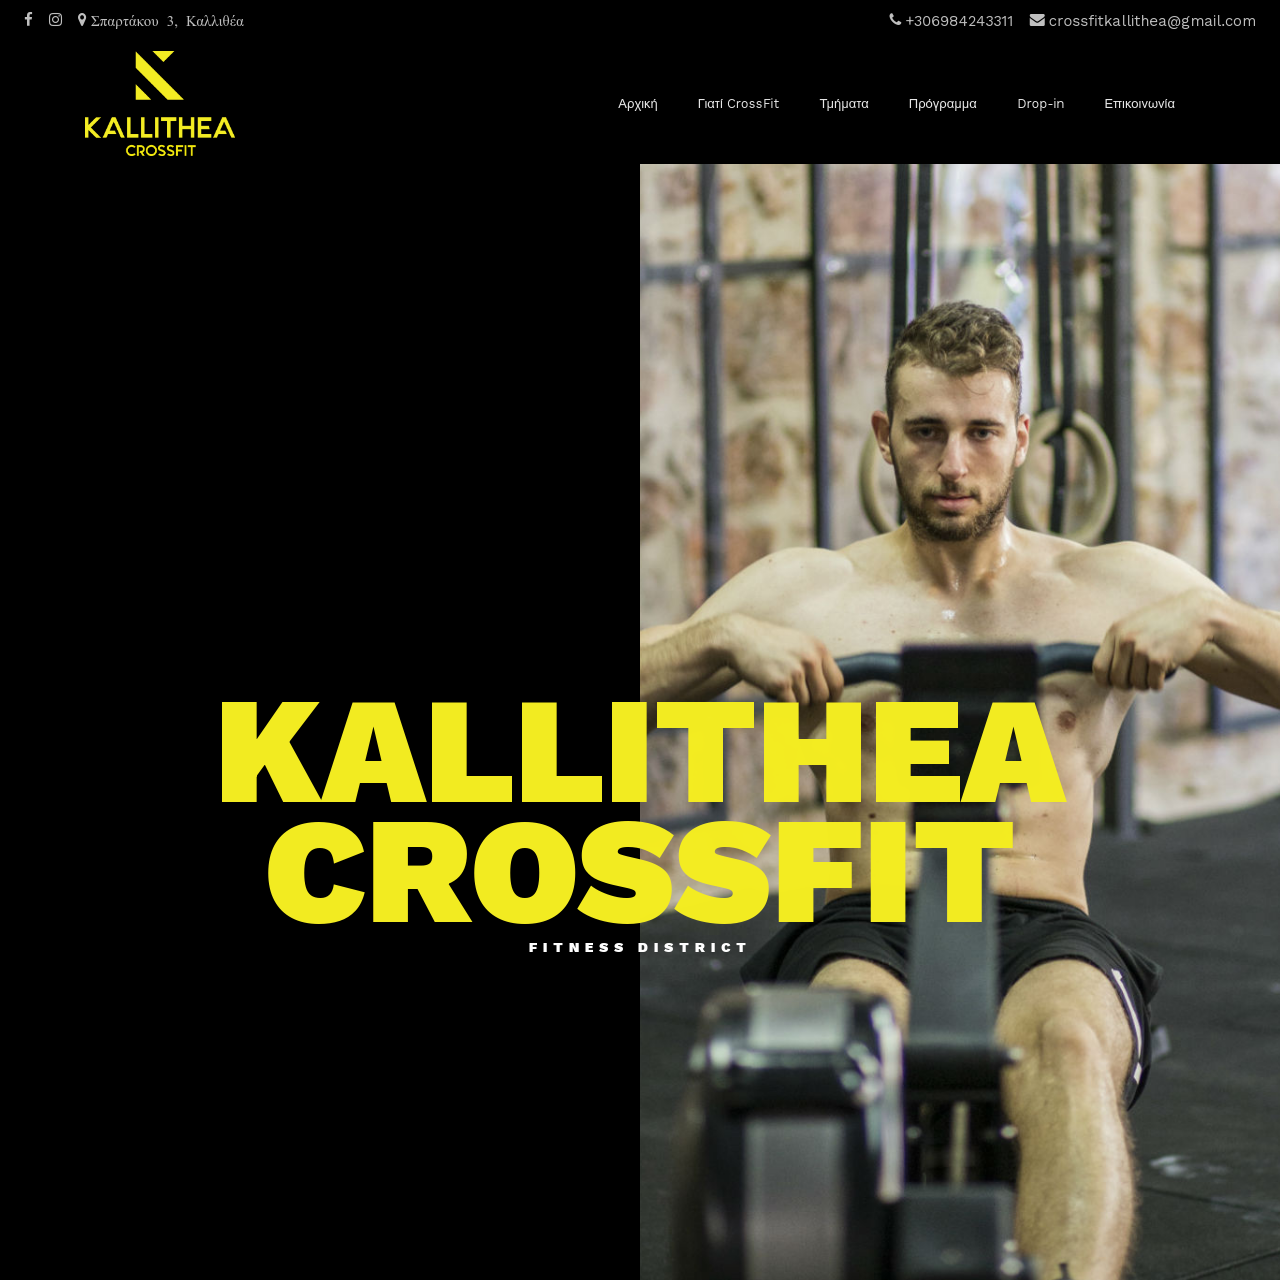 Σπαρτάκου 3, Καλλιθέα
+306984243311 crossfitkallithea@gmail.com
KALLITHEA
CROSSFIT
Αρχική Γιατί CrossFit Τμήματα Πρόγραμμα Drop-in Επικοινωνία
KALLITHEA
CROSSFIT
FITNESS DISTRICT